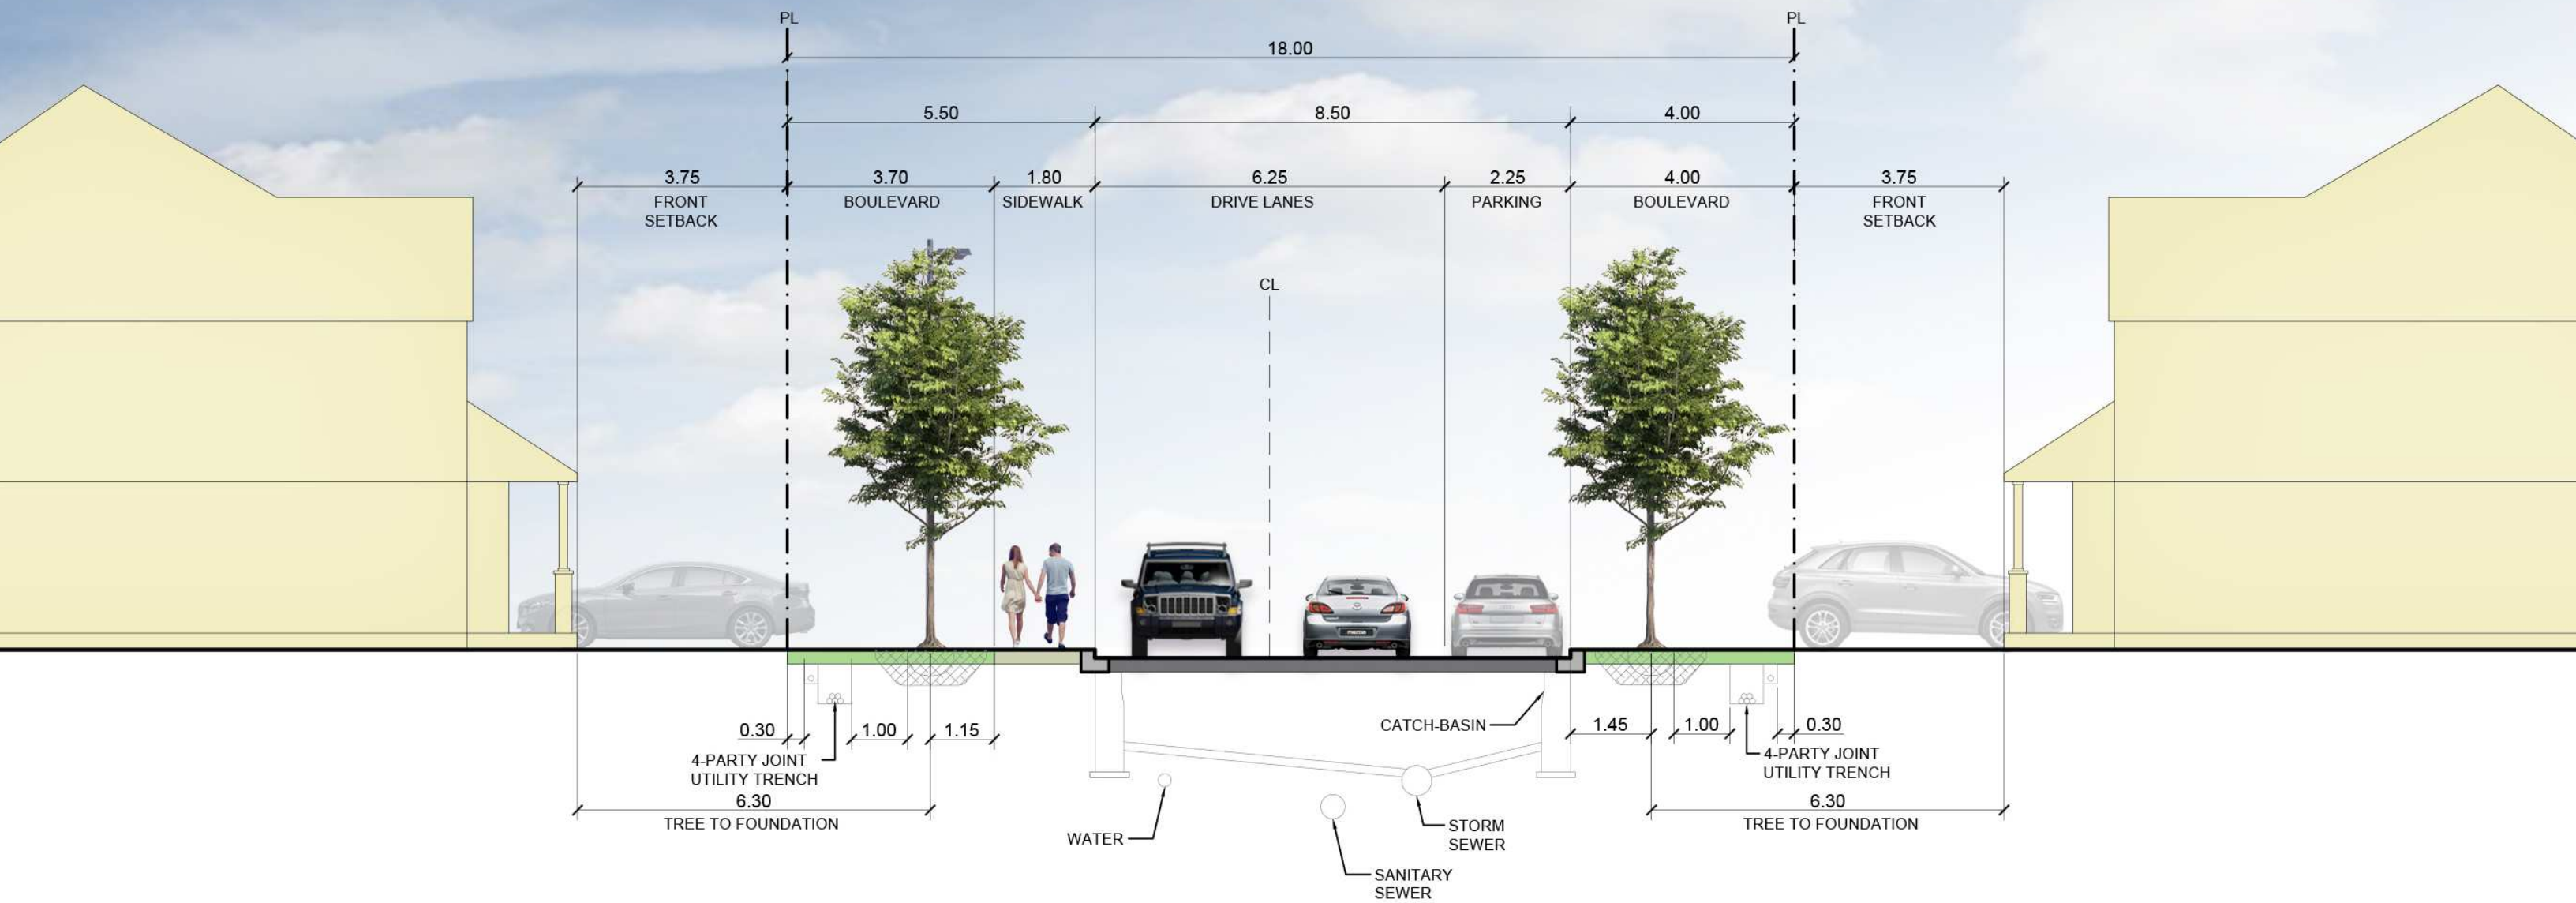 PL
PL
18.00
5.50
8.50
4.00
3.75
3.70
1.80
6.25
2.25
4.00
3.75
FRONT
SETBACK
BOULEVARD
SIDEWALK
DRIVE LANES
PARKING
BOULEVARD
FRONT
SETBACK
CL
mazda
0.30
1.00
1.15
CATCH-BASIN
1.45
1.00
0.30
4-PARTY JOINT
UTILITY TRENCH
4-PARTY JOINT
UTILITY TRENCH
6.30
TREE TO FOUNDATION
6.30
TREE TO FOUNDATION
WATER
STORM
SEWER
SANITARY
SEWER